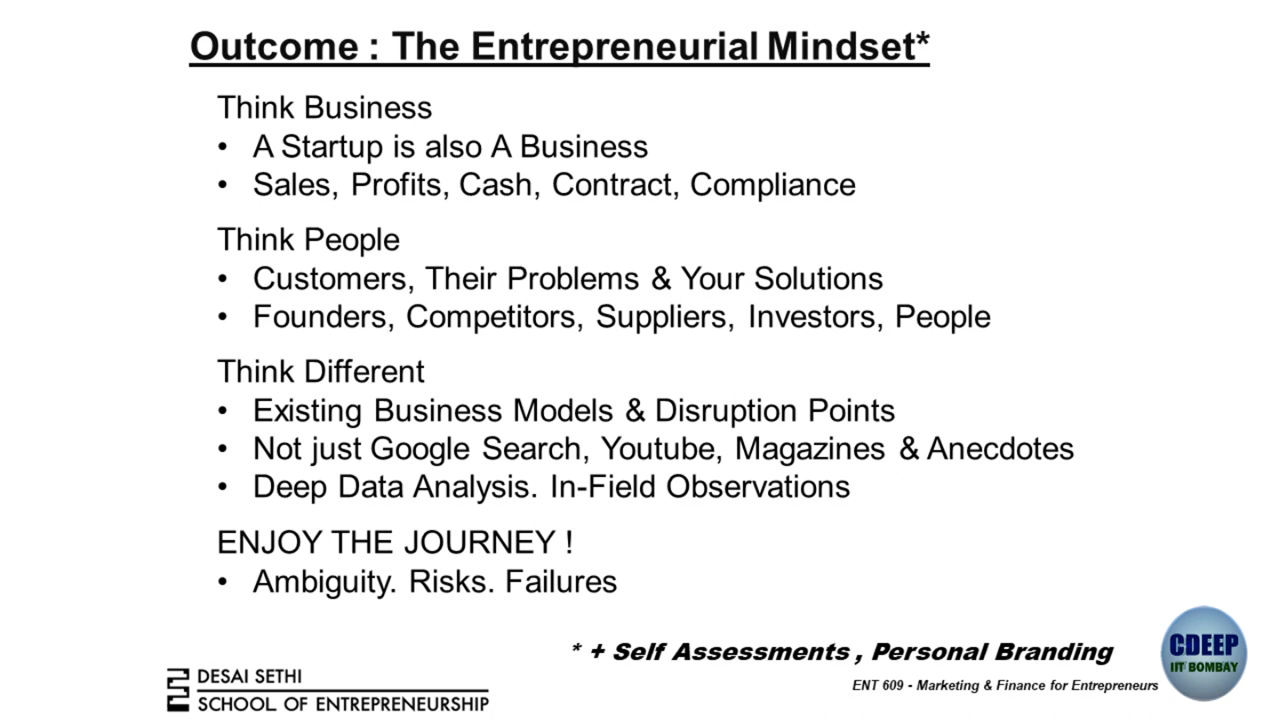 Outcome : The Entrepreneurial Mindset*
Think Business
• A Startup is also A Business
• Sales, Profits, Cash, Contract, Compliance
Think People
• Customers, Their Problems & Your Solutions
• Founders, Competitors, Suppliers, Investors, People
Think Different
• Existing Business Models & Disruption Points
• Not just Google Search, Youtube, Magazines & Anecdotes
• Deep Data Analysis. In-Field Observations
ENJOY THE JOURNEY !
• Ambiguity. Risks. Failures
* + Self Assessments , Personal Branding
ENT 609 - Marketing & Finance for Entrepreneurs
DESAI SETHI
SCHOOL OF ENTREPRENEURSHIP
CDEEP
IIT BOMBAY